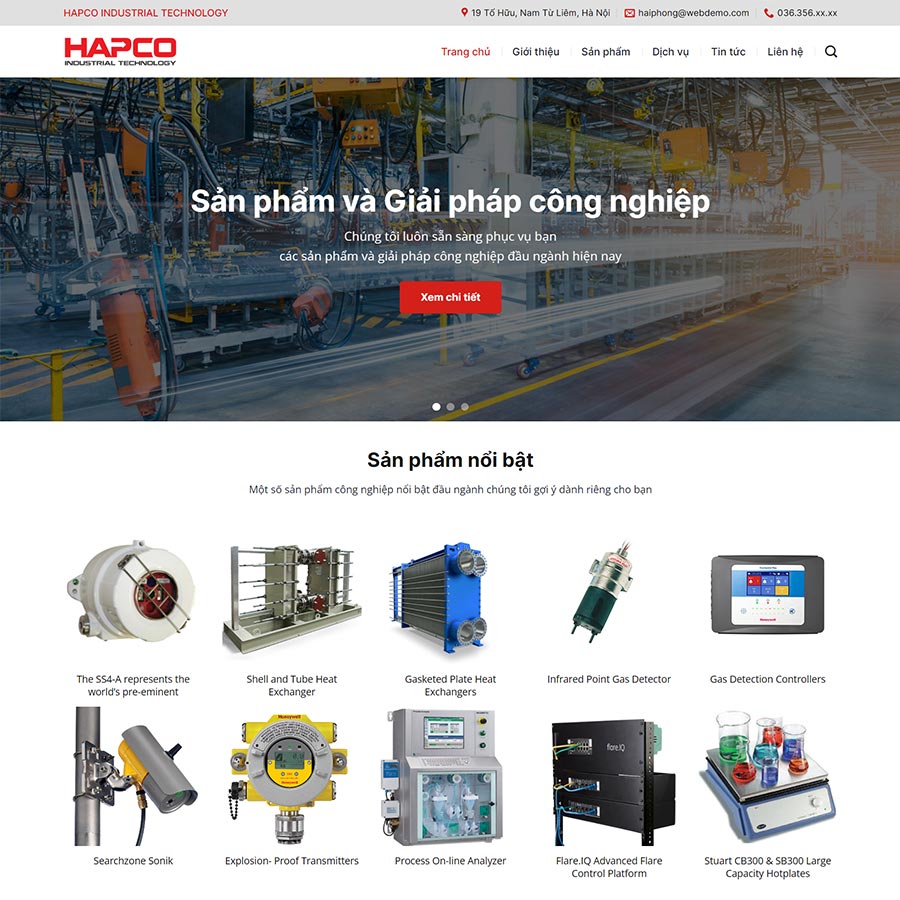 HAPCO INDUSTRIAL TECHNOLOGY
19 Tố Hữu, Nam Từ Liêm, Hà Nội
haiphong@webdemo.com
036.356.xx.xx
HAPCO
INDUSTRIAL TECHNOLOGY
Trang chủ
Giới thiệu
Sản phẩm
Dịch vụ
Tin tức
Liên hệ
Sản phẩm và Giải pháp công nghiệp
Chúng tôi luôn sẵn sàng phục vụ bạn
các sản phẩm và giải pháp công nghiệp đầu ngành hiện nay
Xem chi tiết
Sản phẩm nổi bật
Một số sản phẩm công nghiệp nổi bật đầu ngành chúng tôi gợi ý dành riêng cho bạn
Honeywell
The SS4-A represents the
world's pre-eminent
Shell and Tube Heat
Exchanger
Gasketed Plate Heat
Exchangers
Infrared Point Gas Detector
Gas Detection Controllers
Honeywell
flare.IQ
Searchzone Sonik
Explosion- Proof Transmitters
Process On-line Analyzer
Flare.IQ Advanced Flare
Control Platform
Stuart CB300 & SB300 Large
Capacity Hotplates